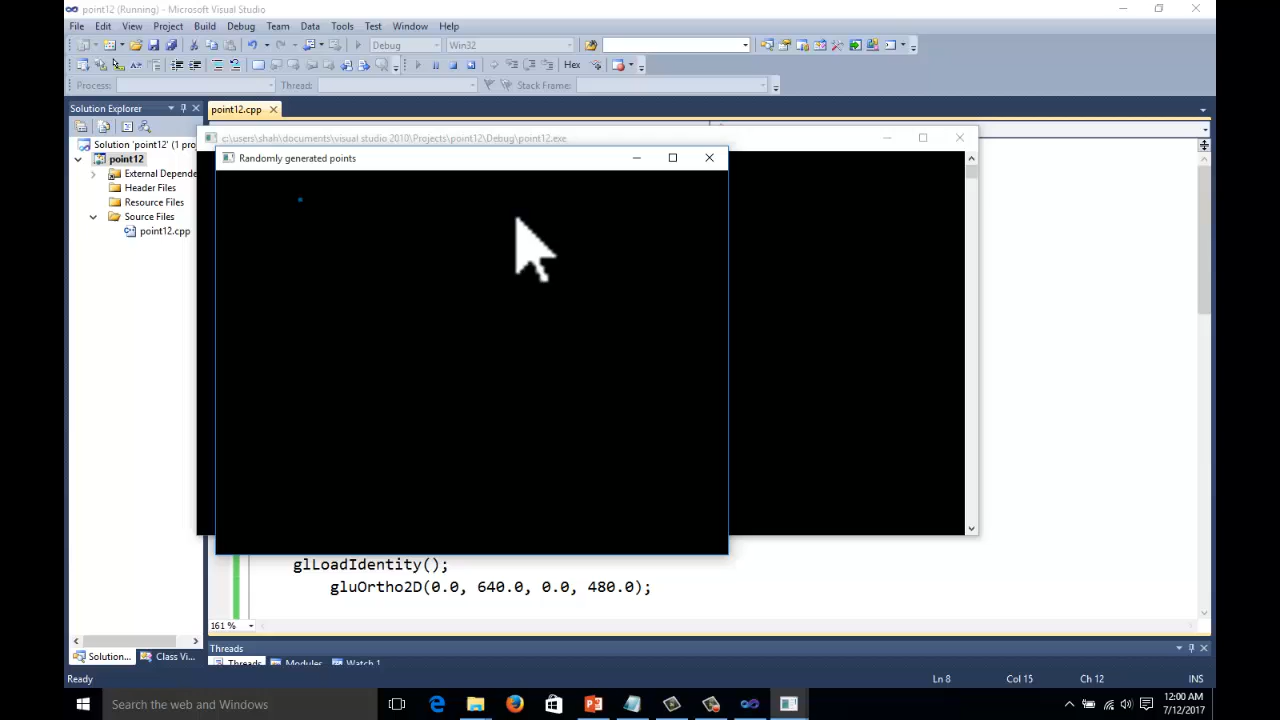 point12 (Running) - Microsoft Visual Studio
File Edit View Project Build Debug Team Data Tools Test Window Help
Debug Win32
Hex
Process: Thread: Stack Frame:
Solution Explorer
point12.cpp
Solution 'point12' (1 pro
point12
External Depende
Header Files
Resource Files
Source Files
point12.cpp
c:\users\shah\documents\visual studio 2010\Projects\point12\Debug\point12.exe
Randomly generated points
glLoadIdentity();
gluOrtho2D(0.0, 640.0, 0.0, 480.0);
161 %
Solution... Class Vi...
Threads
Threads Modules Watch 1
Ready Ln 8 Col 15 Ch 12 INS
Search Windows
12:00 AM
7/12/2017